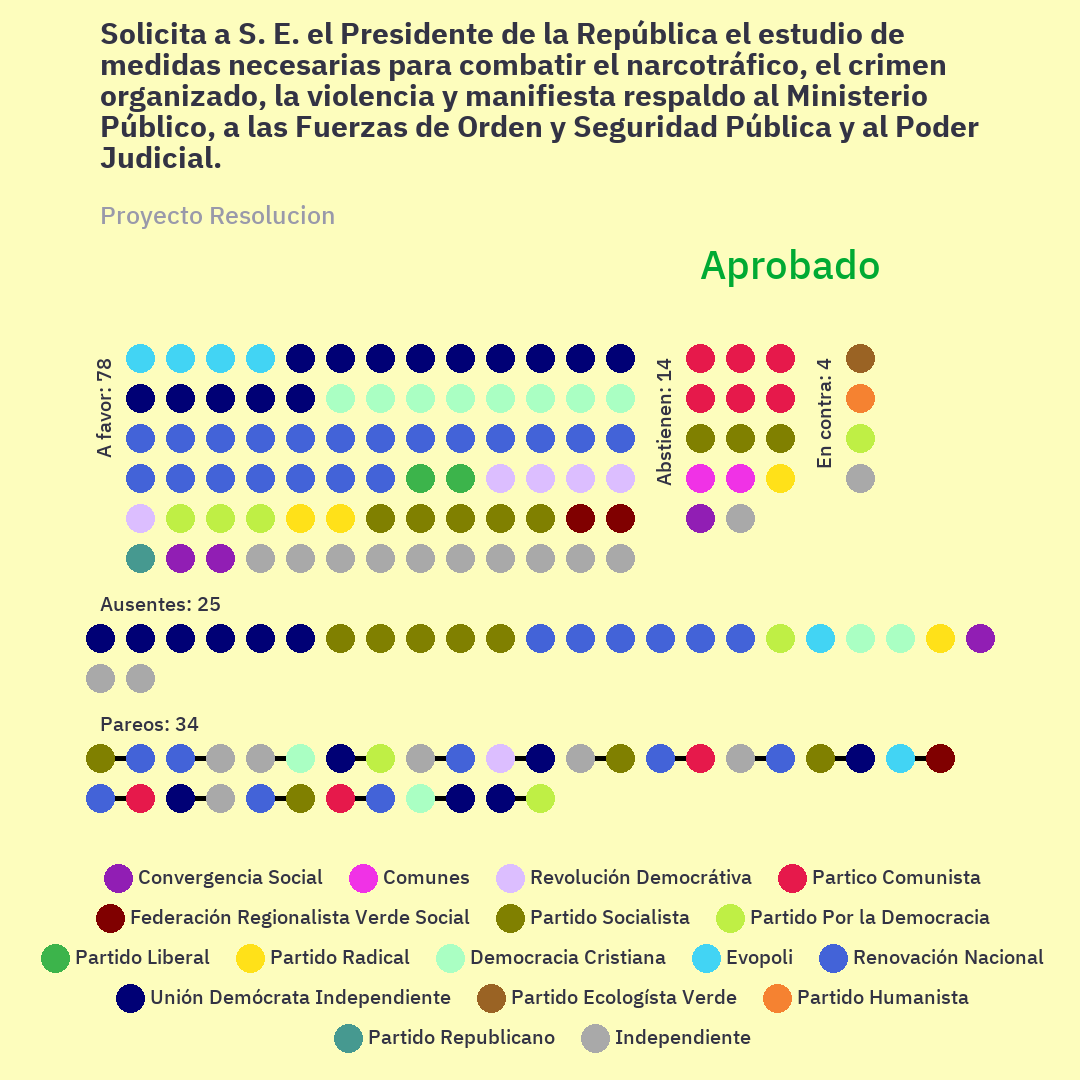 Solicita a S. E. el Presidente de la República el estudio de
medidas necesarias para combatir el narcotráfico, el crimen
organizado, la violencia y manifiesta respaldo al Ministerio
Público, a las Fuerzas de Orden y Seguridad Pública y al Poder
Judicial.
Proyecto Resolucion
Aprobado
A favor: 78
Abstienen: 14
En contra: 4
Ausentes: 25
Pareos: 34
Convergencia Social Comunes Revolución Democrátiva Partico Comunista
Federación Regionalista Verde Social Partido Socialista Partido Por la Democracia
Partido Liberal Partido Radical Democracia Cristiana Evopoli Renovación Nacional
Unión Demócrata Independiente Partido Ecologísta Verde Partido Humanista
Partido Republicano Independiente